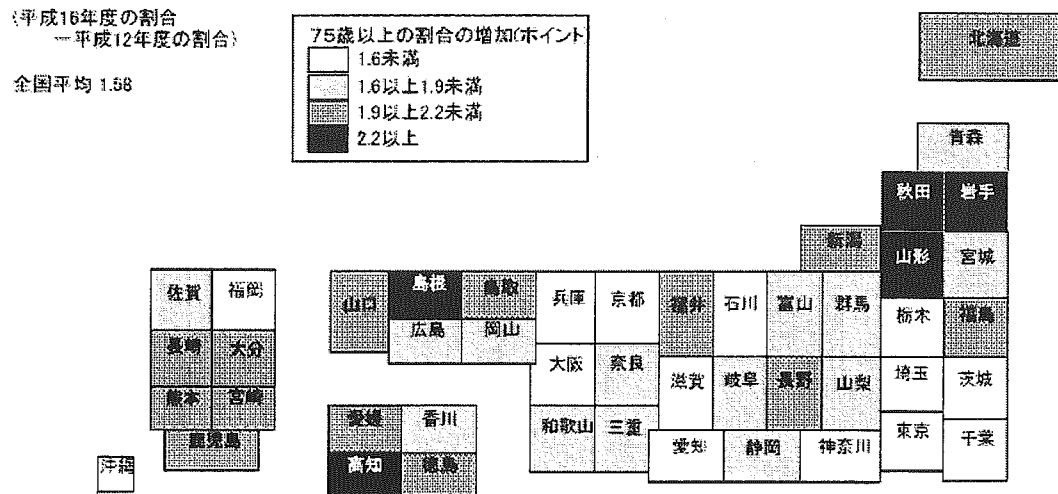 (平成16年度の割合
－平成12年度の割合)
全国平均 1.58
75歳以上の割合の増加(ポイント)
1.6未満
1.6以上1.9未満
1.9以上2.2未満
2.2以上
北海道
青森
秋田 岩手
新潟 山形 宮城
佐賀 福岡
山口 島根 鳥取 兵庫 京都 福井 石川 富山 群馬 栃木 福島
広島 岡山
長崎 大分
大阪 奈良 滋賀 岐阜 長野 山梨 埼玉 茨城
熊本 宮崎
愛媛 香川 和歌山 三重 愛知 静岡 神奈川 東京 千葉
鹿児島
高知 徳島
沖縄